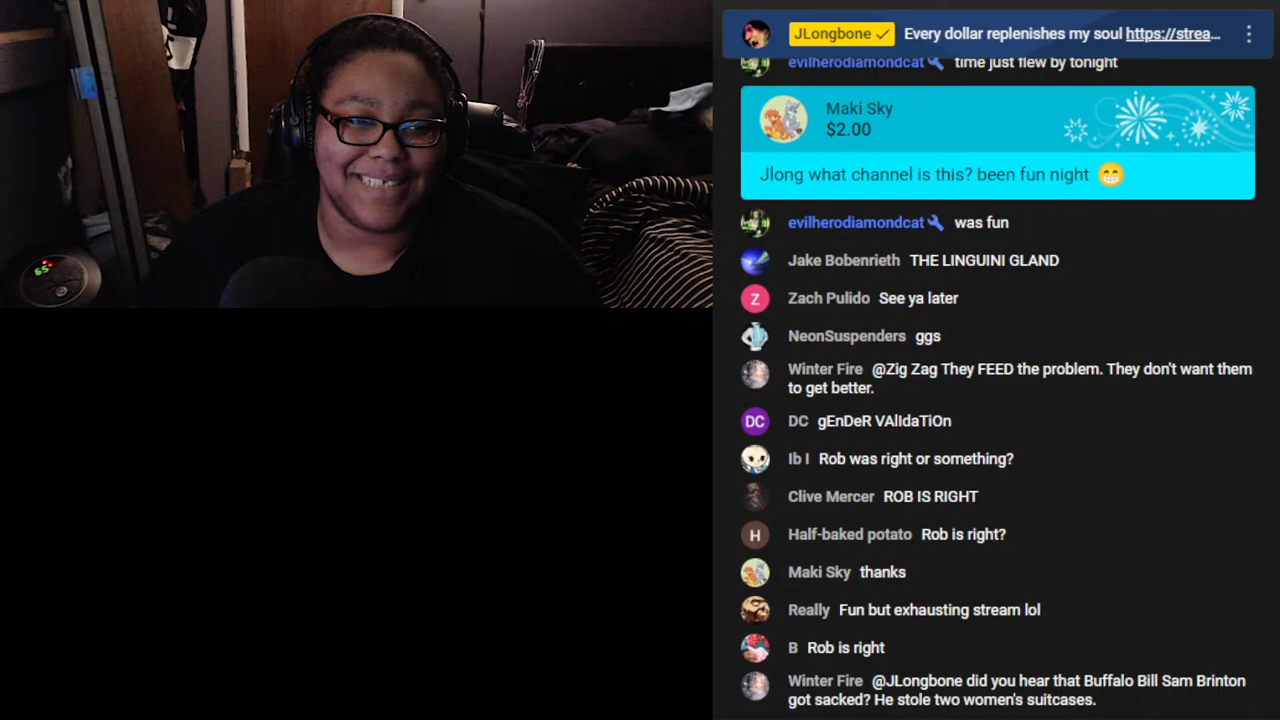 JLongbone Every dollar replenishes my soul https://strea...
evilherodiamondcat time just flew by tonight
Maki Sky
$2.00
Jlong what channel is this? been fun night
evilherodiamondcat was fun
Jake Bobenrieth THE LINGUINI GLAND
Z Zach Pulido See ya later
NeonSuspenders ggs
Winter Fire @Zig Zag They FEED the problem. They don't want them
to get better.
DC DC gEnDeR VAlIdaTiOn
Ib I Rob was right or something?
Clive Mercer ROB IS RIGHT
H Half-baked potato Rob is right?
Maki Sky thanks
Really Fun but exhausting stream lol
B Rob is right
Winter Fire @JLongbone did you hear that Buffalo Bill Sam Brinton
got sacked? He stole two women's suitcases.
65